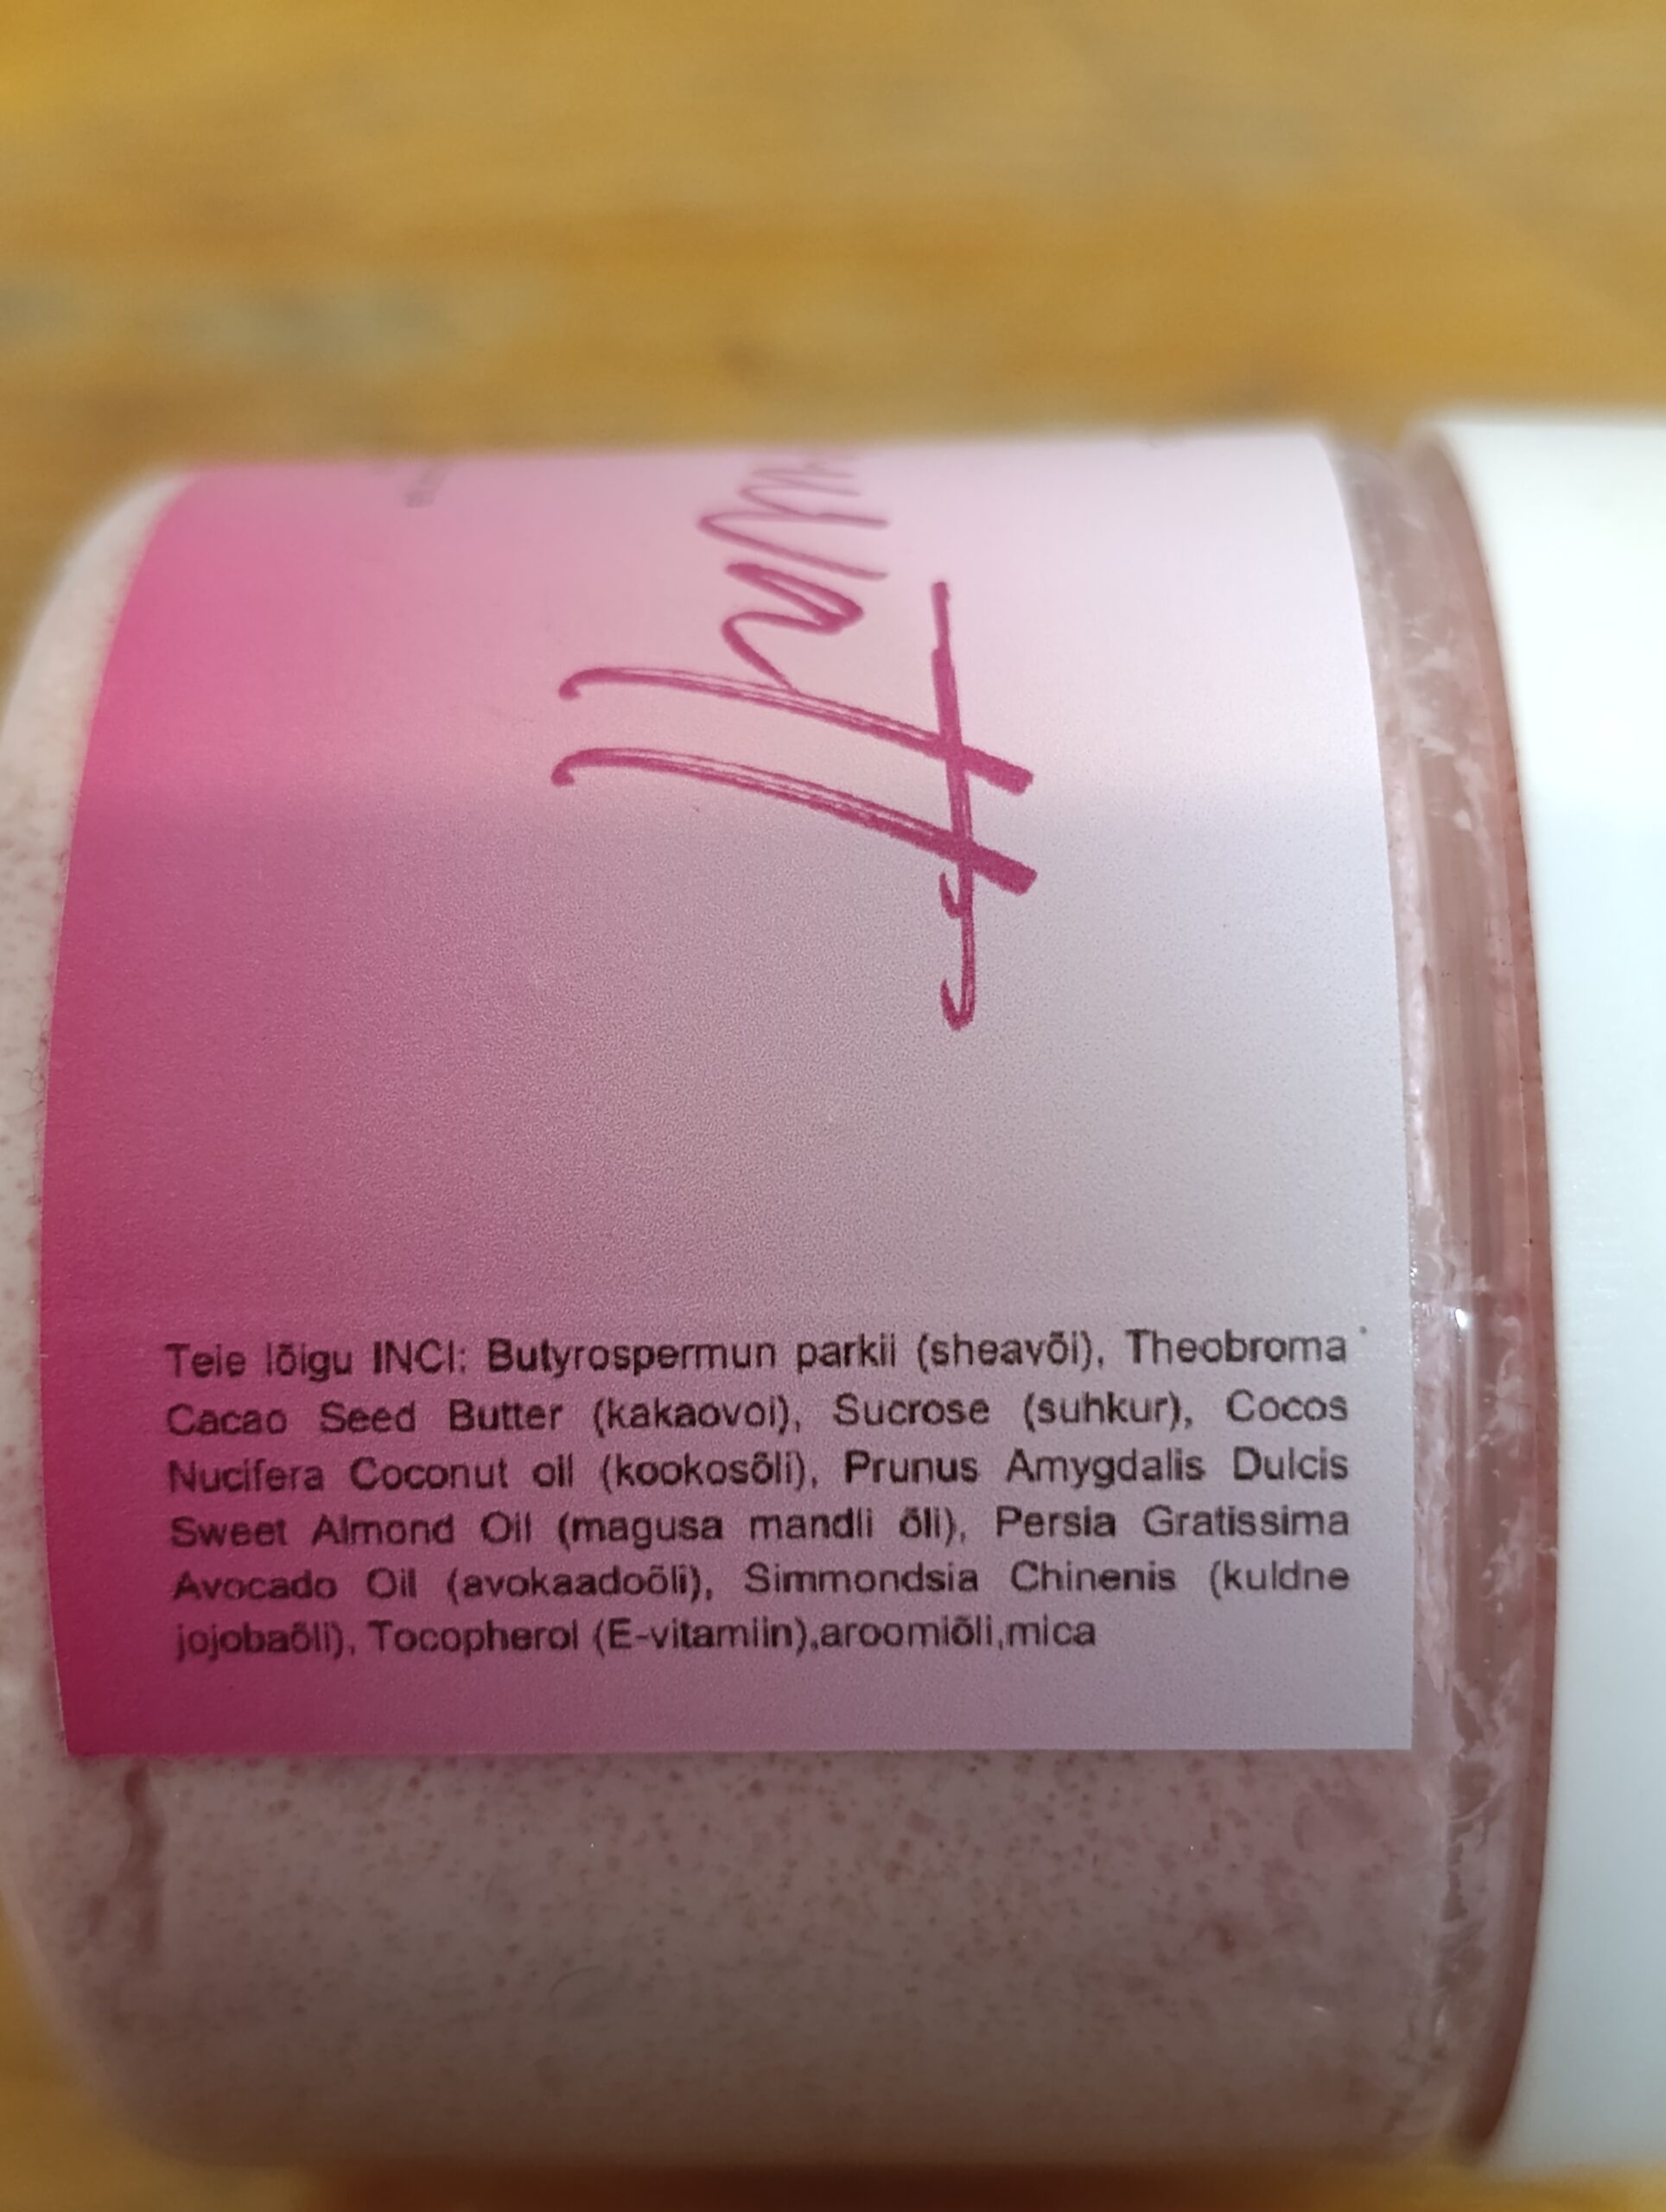 Teie lõigu INCI: Butyrospermun parkii (sheavõi), Theobroma
Cacao Seed Butter (kakaovoi), Sucrose (suhkur), Cocos
Nucifera Coconut oil (kookosõli), Prunus Amygdalis Dulcis
Sweet Almond Oil (magusa mandli õli), Persia Gratissima
Avocado Oil (avokaadoõli), Simmondsia Chinenis (kuldne
jojobaõli), Tocopherol (E-vitamiin),aroomiõli,mica